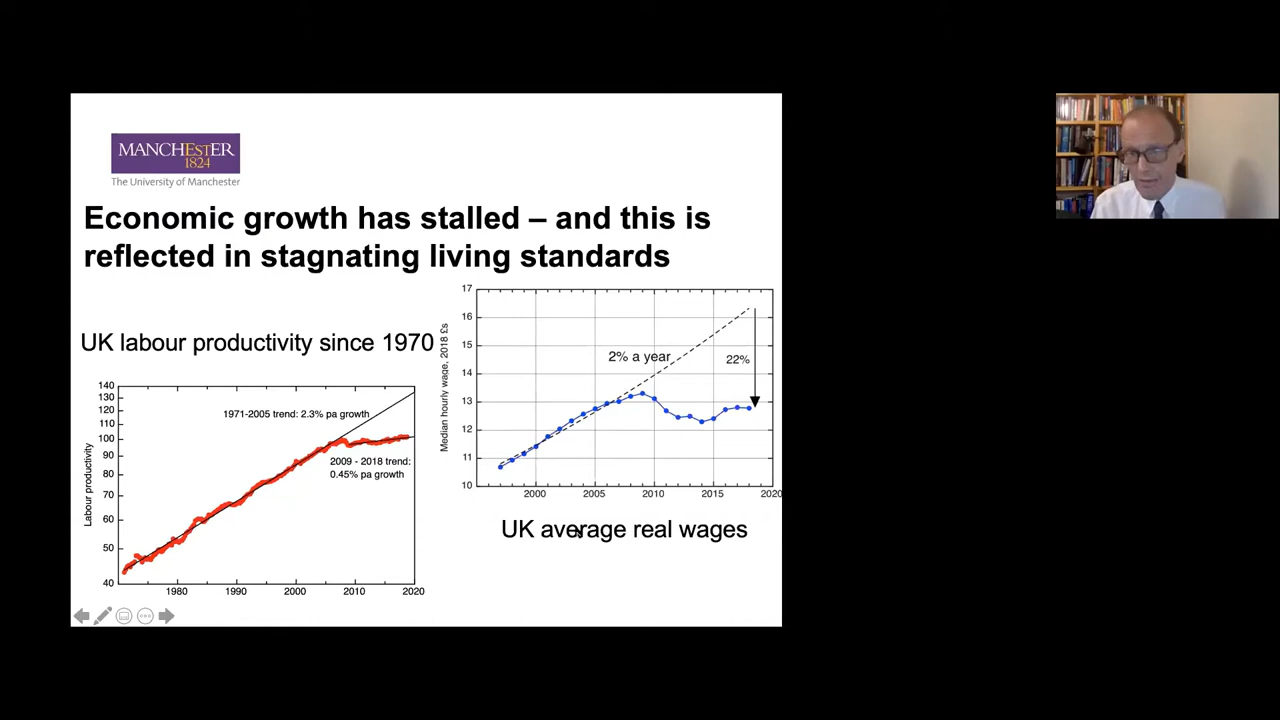 MANCHEStER
1824
The University of Manchester
Economic growth has stalled – and this is
reflected in stagnating living standards
UK labour productivity since 1970
140
130
120
110
100
90
80
70
60
50
40
Labour productivity
1971-2005 trend: 2.3% pa growth
2009 - 2018 trend:
0.45% pa growth
1980
1990
2000
2010
2020
17
16
15
14
13
12
11
10
Median hourly wage, 2018 £s
2% a year
22%
2000
2005
2010
2015
2020
UK average real wages